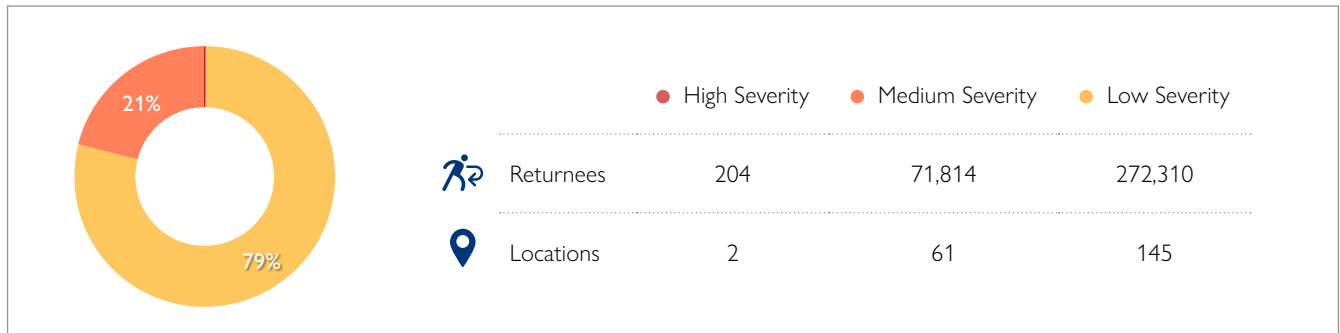 21%
79%
High Severity Medium Severity Low Severity
Returnees 204 71,814 272,310
Locations 2 61 145